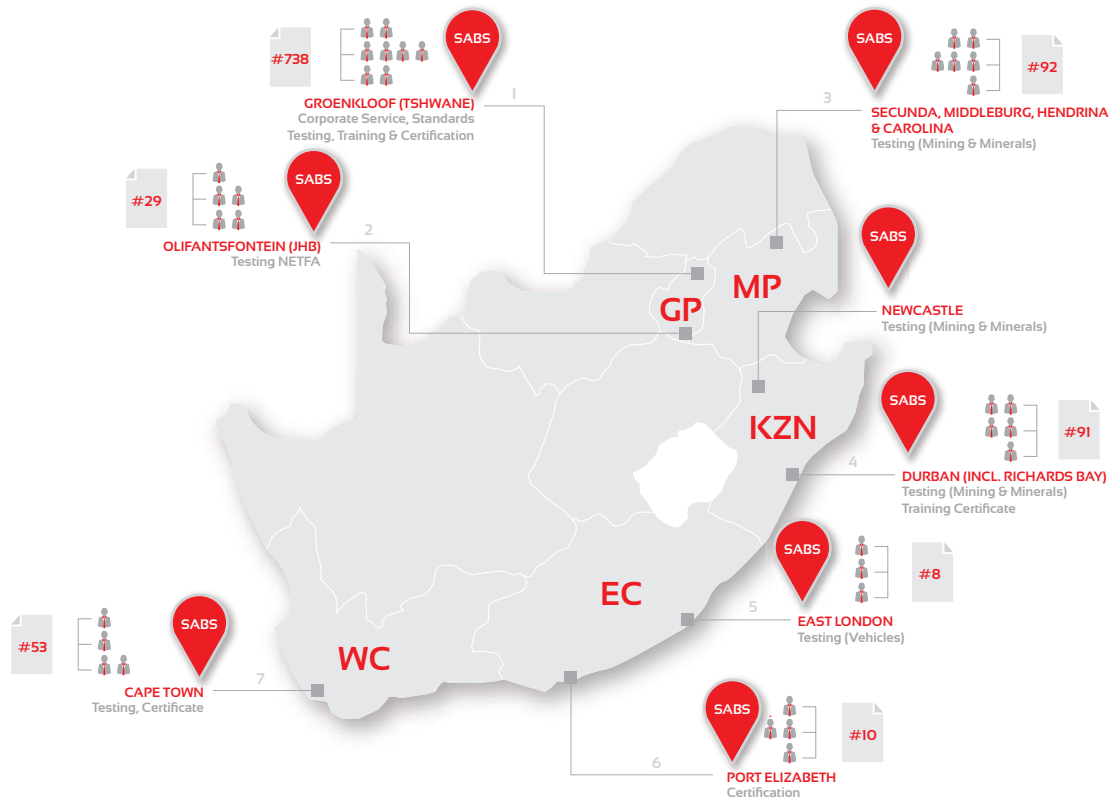 #738
SABS
1
GROENKLOOF (TSHWANE)
Corporate Service, Standards
Testing, Training & Certification
SABS
#92
3
SECUNDA, MIDDLEBURG, HENDRINA
& CAROLINA
Testing (Mining & Minerals)
#29
SABS
2
OLIFANTSFONTEIN (JHB)
Testing NETFA
SABS
NEWCASTLE
Testing (Mining & Minerals)
MP
GP
KZN
SABS
#91
4
DURBAN (INCL. RICHARDS BAY)
Testing (Mining & Minerals)
Training Certificate
EC
SABS
#8
5
EAST LONDON
Testing (Vehicles)
#53
SABS
WC
7
CAPE TOWN
Testing, Certificate
SABS
#10
6
PORT ELIZABETH
Certification